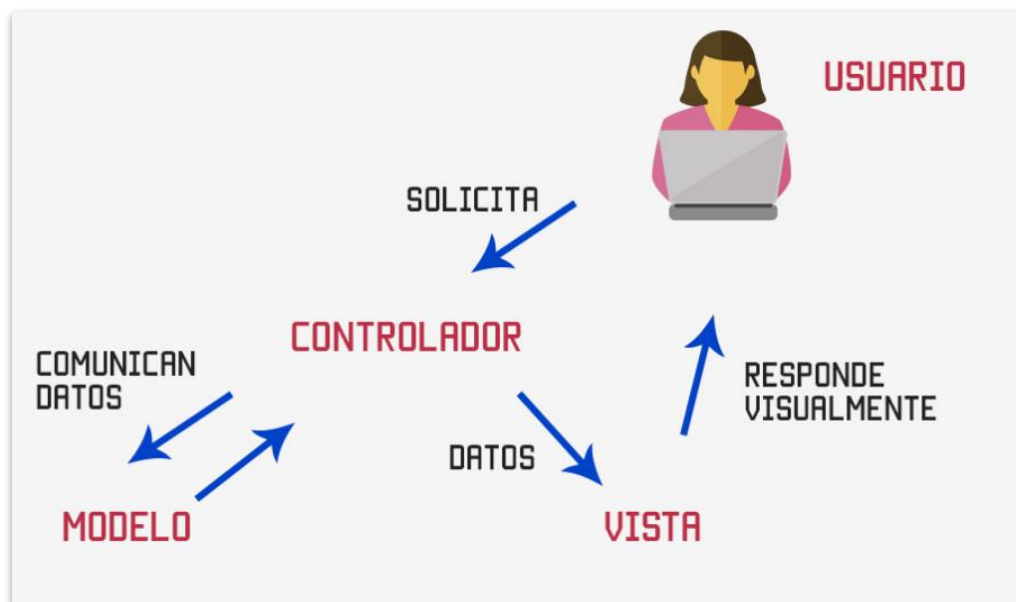 USUARIO
SOLICITA
CONTROLADOR
COMUNICAN
DATOS
RESPONDE
VISUALMENTE
DATOS
MODELO
VISTA